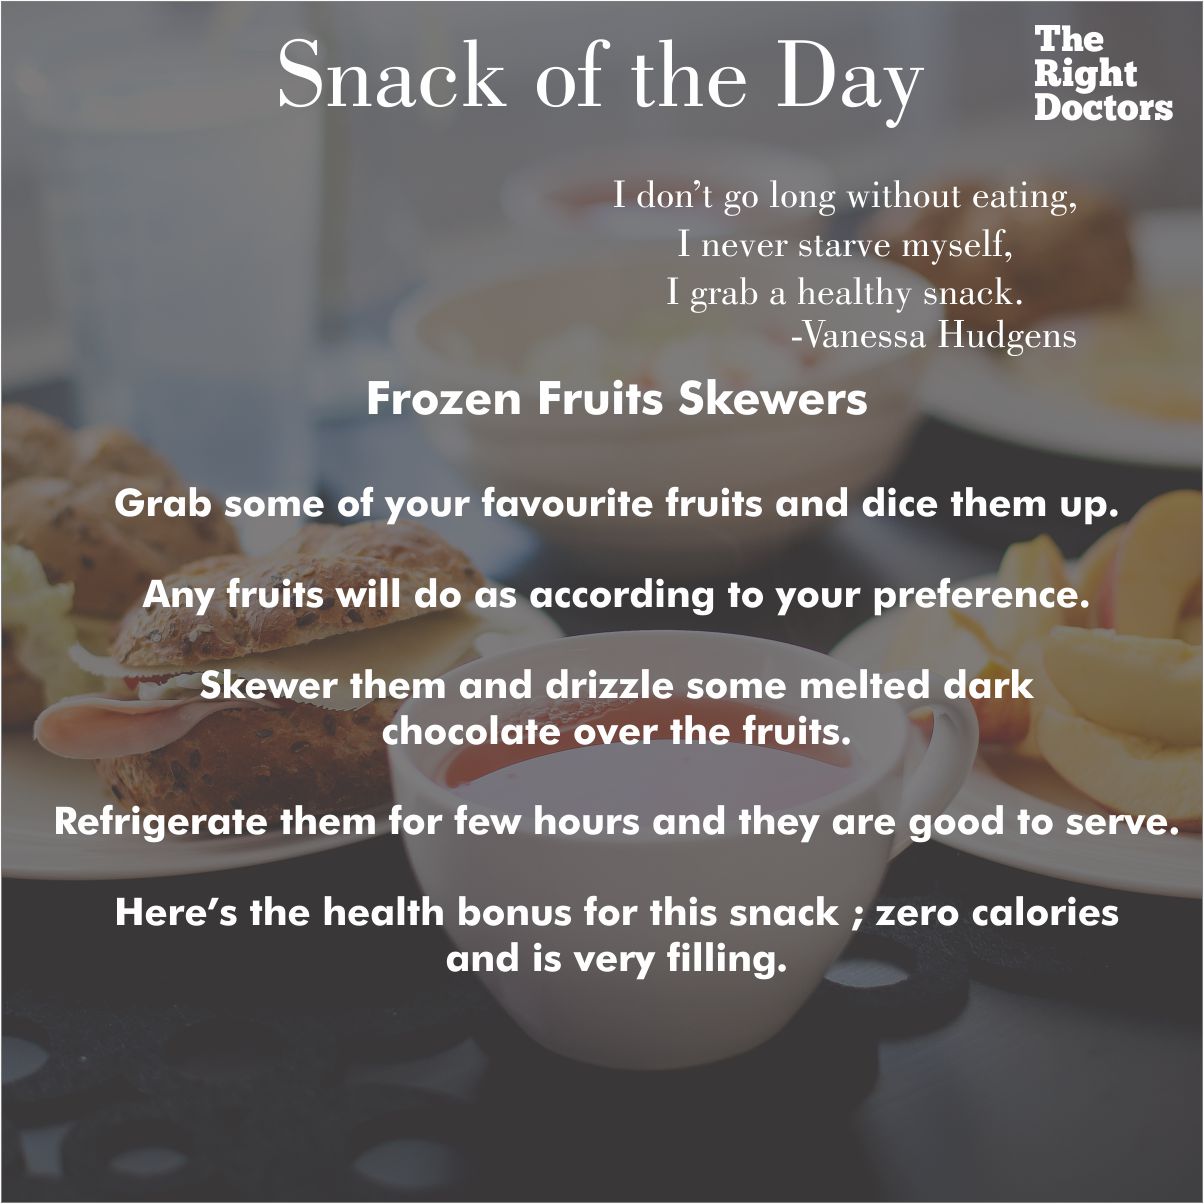 Snack of the Day
The
Right
Doctors
I don’t go long without eating,
I never starve myself,
I grab a healthy snack.
-Vanessa Hudgens
Frozen Fruits Skewers
Grab some of your favourite fruits and dice them up.
Any fruits will do as according to your preference.
Skewer them and drizzle some melted dark
chocolate over the fruits.
Refrigerate them for few hours and they are good to serve.
Here’s the health bonus for this snack ; zero calories
and is very filling.